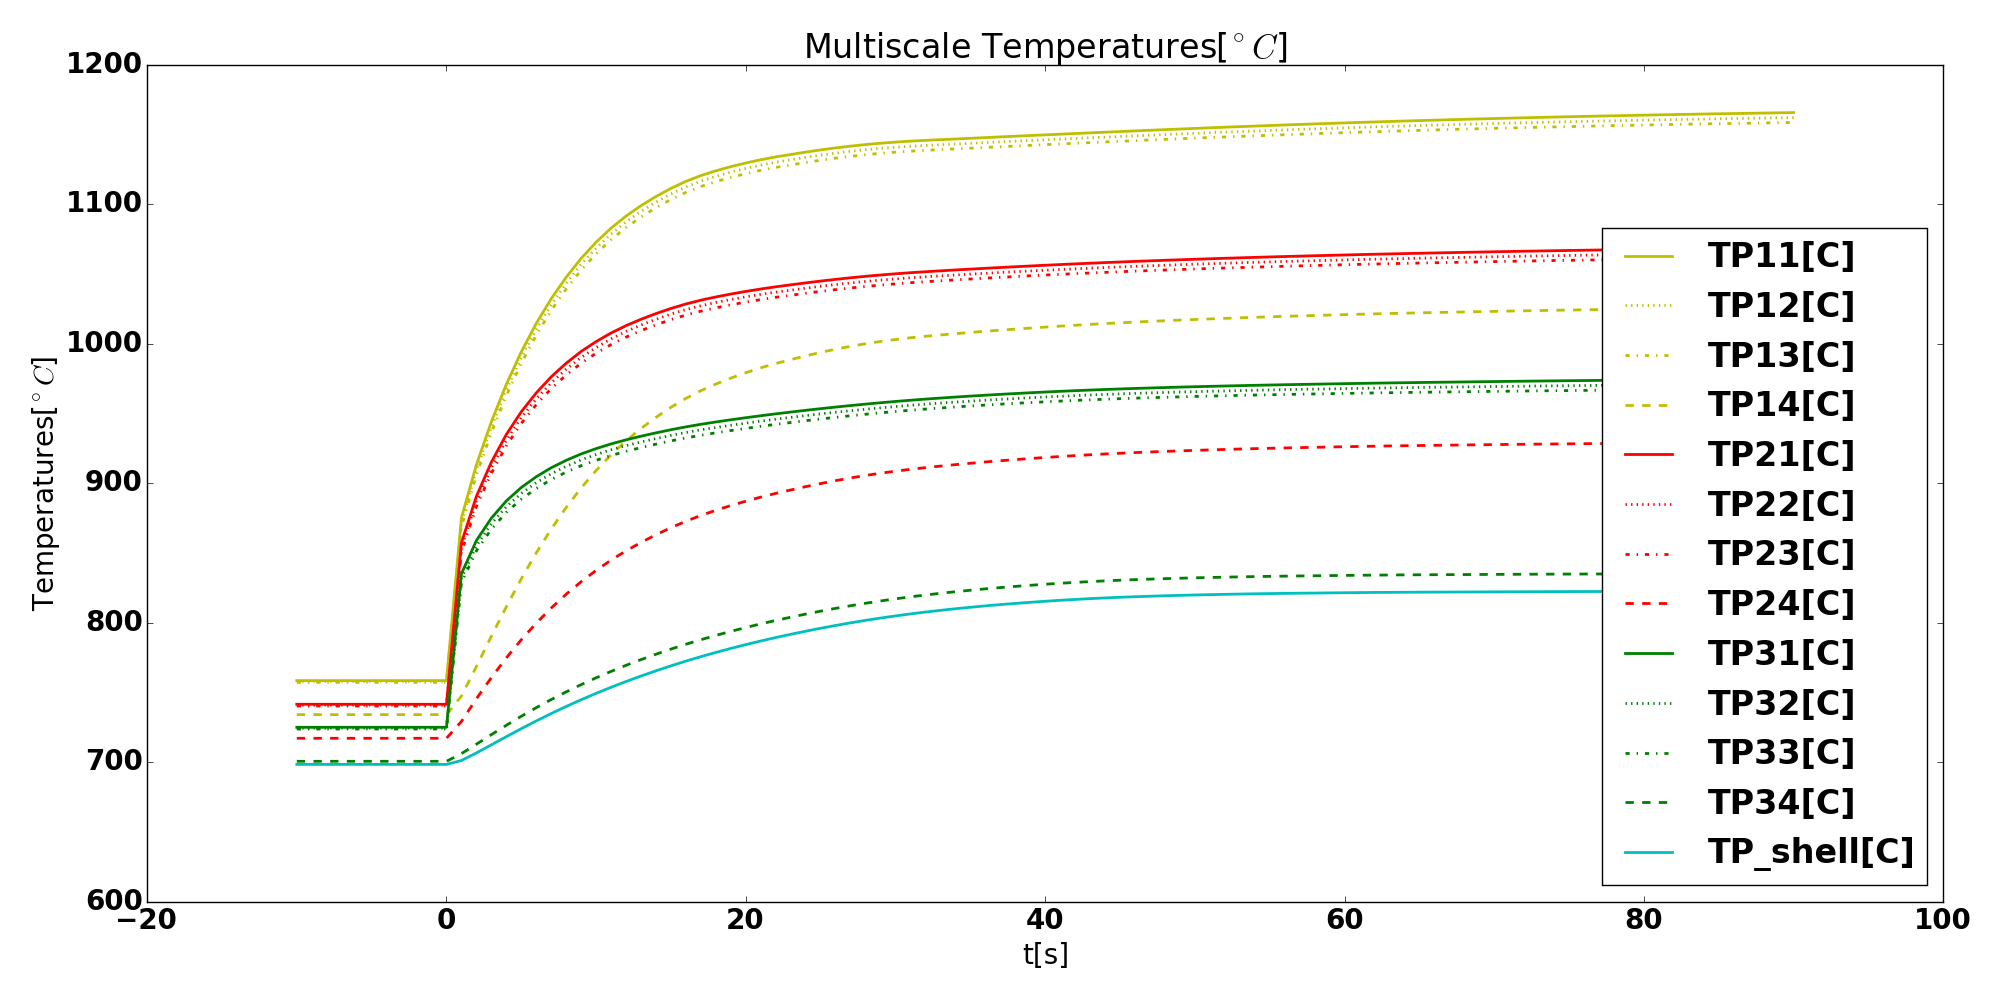 Multiscale Temperatures[°C]
1200
1100
1000
900
800
700
600
Temperatures[°C]
−20
0
20
40
60
80
100
t[s]
TP11[C]
TP12[C]
TP13[C]
TP14[C]
TP21[C]
TP22[C]
TP23[C]
TP24[C]
TP31[C]
TP32[C]
TP33[C]
TP34[C]
TP_shell[C]